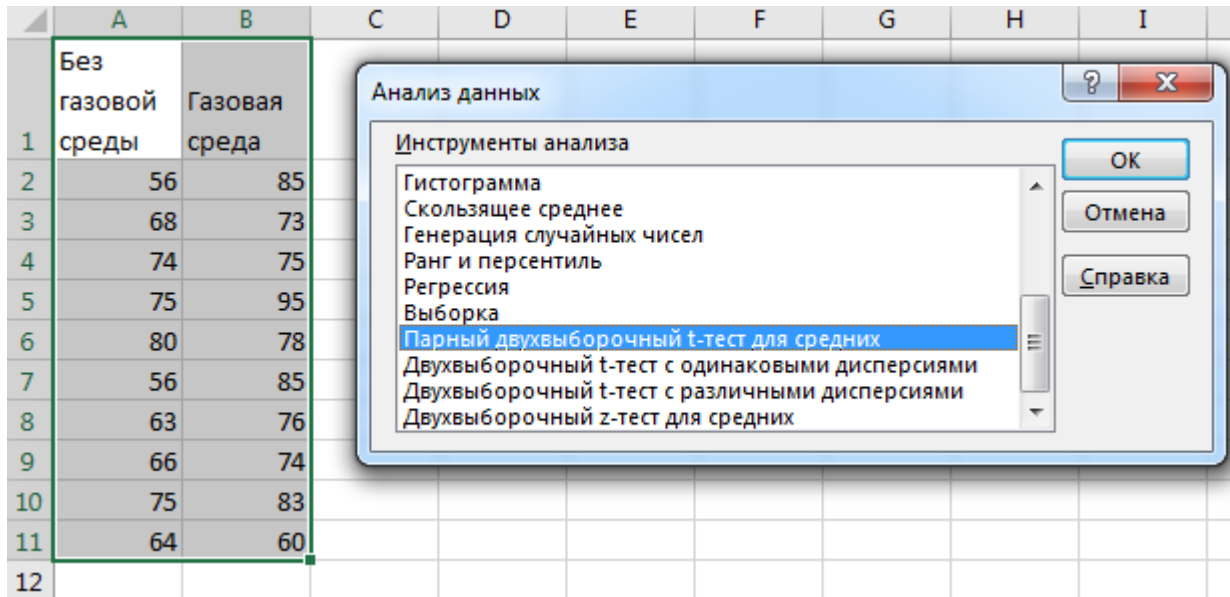 A B C D E F G H I
Без
газовой Газовая
1 среды среда
2 56 85
3 68 73
4 74 75
5 75 95
6 80 78
7 56 85
8 63 76
9 66 74
10 75 83
11 64 60
12
Анализ данных
Инструменты анализа
Гистограмма
Скользящее среднее
Генерация случайных чисел
Ранг и персентиль
Регрессия
Выборка
Парный двухвыборочный t-тест для средних
Двухвыборочный t-тест с одинаковыми дисперсиями
Двухвыборочный t-тест с различными дисперсиями
Двухвыборочный z-тест для средних
ОК
Отмена
Справка